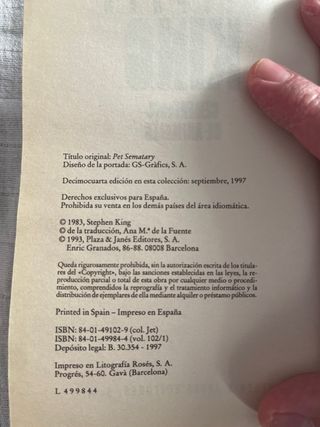 Título original: Pet Sematary
Diseño de la portada: GS-Gràfics, S. A.
Decimocuarta edición en esta colección: septiembre, 1997
Derechos exclusivos para España.
Prohibida su venta en los demás países del área idiomática.
© 1983, Stephen King
© de la traducción, Ana M.ª de la Fuente
© 1993, Plaza & Janés Editores, S. A.
Enric Granados, 86-88. 08008 Barcelona
Queda rigurosamente prohibida, sin la autorización escrita de los titula-
res del «Copyright», bajo las sanciones establecidas en las leyes, la re-
producción parcial o total de esta obra por cualquier medio o procedi-
miento, comprendidos la reprografía y el tratamiento informático y la
distribución de ejemplares de ella mediante alquiler o préstamo públicos.
Printed in Spain – Impreso en España
ISBN: 84-01-49102-9 (col. Jet)
ISBN: 84-01-49984-4 (vol. 102/1)
Depósito legal: B. 30.354 - 1997
Impreso en Litografía Rosés, S. A.
Progrés, 54-60. Gavà (Barcelona)
L 499844